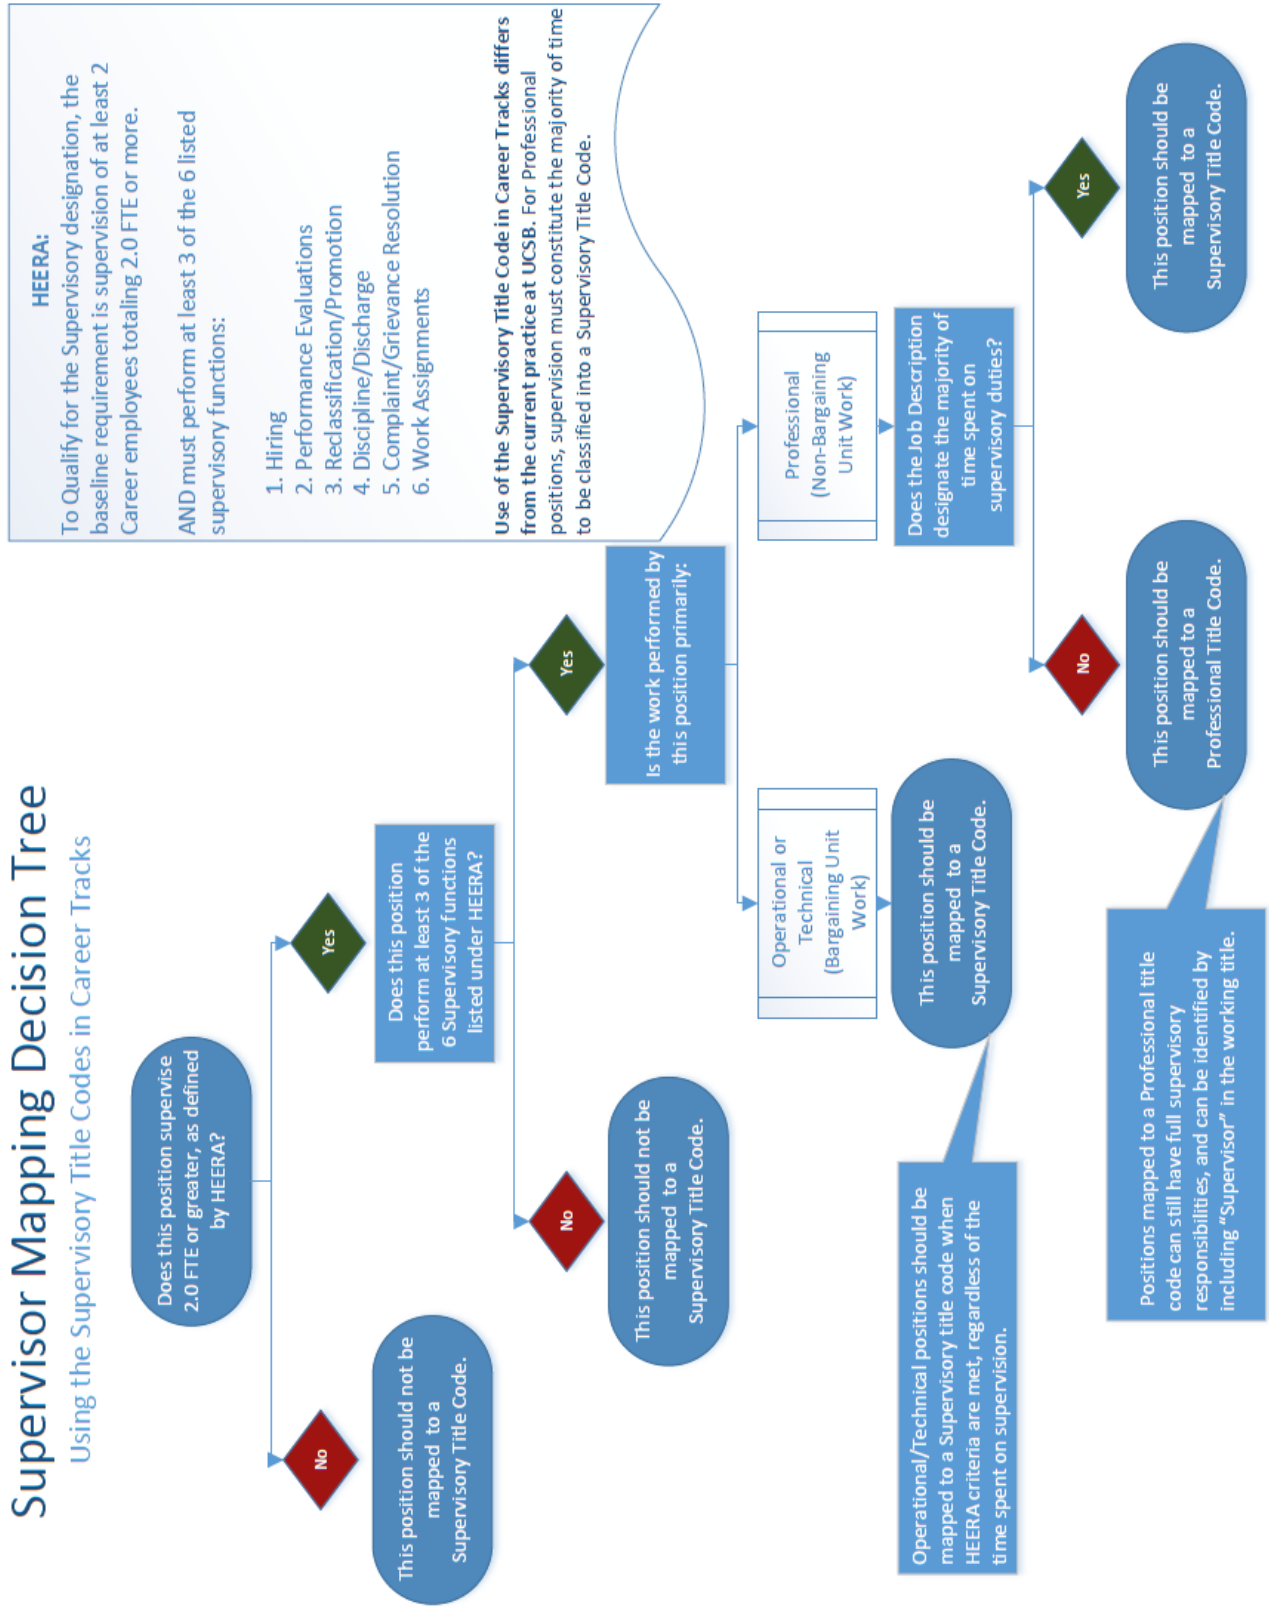 Supervisor Mapping Decision Tree
Using the Supervisory Title Codes in Career Tracks
HEERA:
To Qualify for the Supervisory designation, the
baseline requirement is supervision of at least 2
Career employees totaling 2.0 FTE or more.
AND must perform at least 3 of the 6 listed
supervisory functions:
1. Hiring
2. Performance Evaluations
3. Reclassification/Promotion
4. Discipline/Discharge
5. Complaint/Grievance Resolution
6. Work Assignments
Use of the Supervisory Title Code in Career Tracks differs
from the current practice at UCSB. For Professional
positions, supervision must constitute the majority of time
to be classified into a Supervisory Title Code.
Does this position supervise
2.0 FTE or greater, as defined
by HEERA?
No
Yes
This position should not be
mapped to a
Supervisory Title Code.
Does this position
perform at least 3 of the
6 Supervisory functions
listed under HEERA?
No
Yes
This position should not be
mapped to a
Supervisory Title Code.
Is the work performed by
this position primarily:
Operational or
Technical
(Bargaining Unit
Work)
Professional
(Non-Bargaining
Unit Work)
This position should be
mapped to a
Supervisory Title Code.
Does the Job Description
designate the majority of
time spent on
supervisory duties?
Operational/Technical positions should be
mapped to a Supervisory title code when
HEERA criteria are met, regardless of the
time spent on supervision.
No
Yes
This position should be
mapped to a
Professional Title Code.
This position should be
mapped to a
Supervisory Title Code.
Positions mapped to a Professional title
code can still have full supervisory
responsibilities, and can be identified by
including “Supervisor” in the working title.